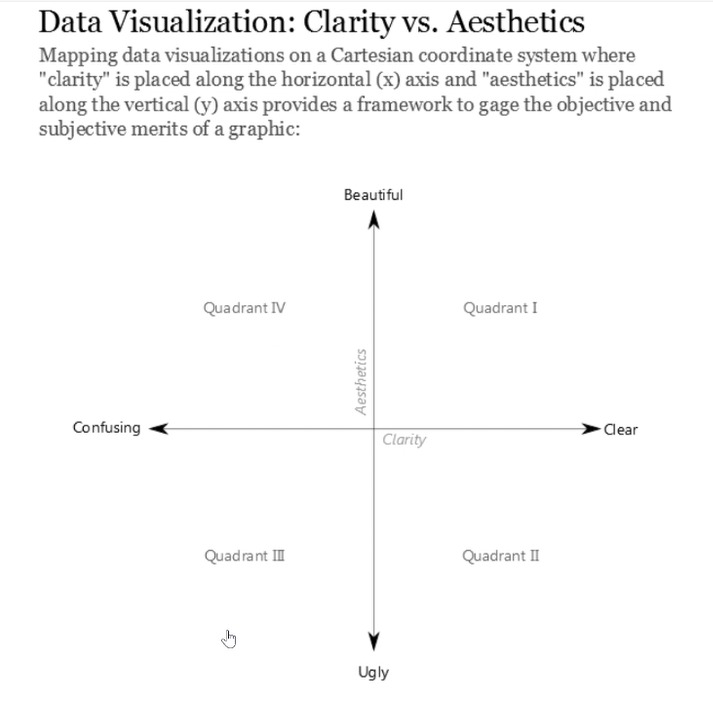 Data Visualization: Clarity vs. Aesthetics
Mapping data visualizations on a Cartesian coordinate system where
"clarity" is placed along the horizontal (x) axis and "aesthetics" is placed
along the vertical (y) axis provides a framework to gage the objective and
subjective merits of a graphic:
Beautiful
Quadrant IV
Quadrant I
Aesthetics
Confusing
Clear
Clarity
Quadrant III
Quadrant II
Ugly